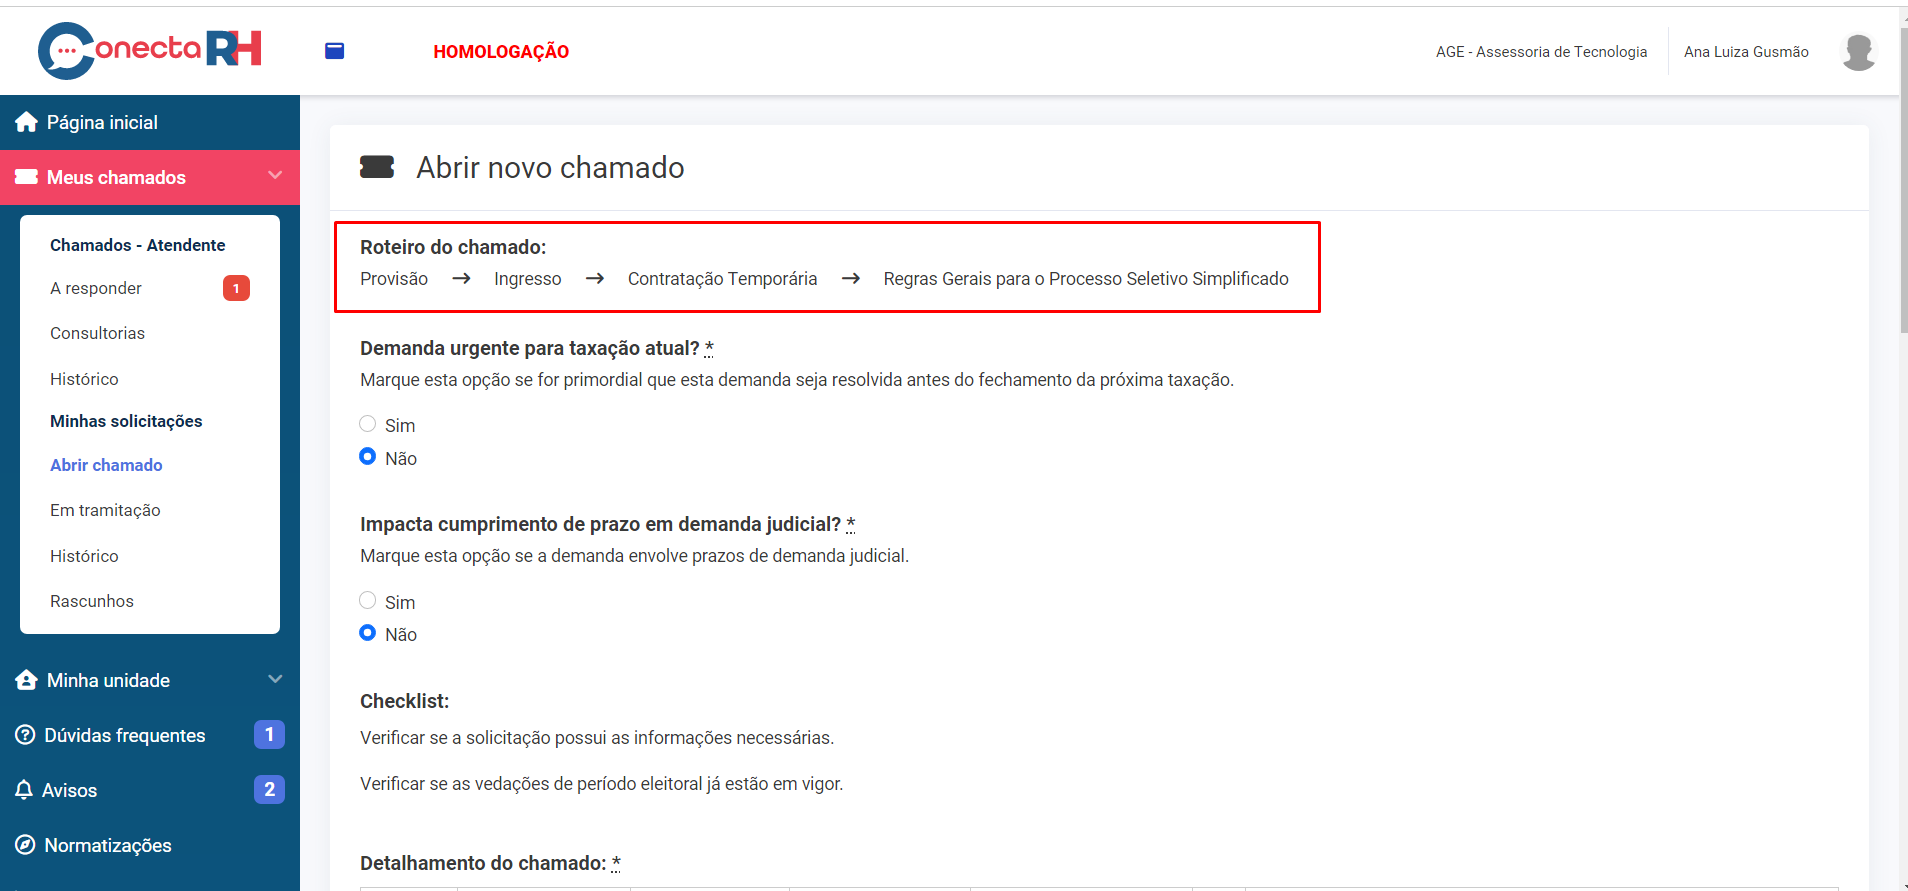 Conecta RH
HOMOLOGAÇÃO
AGE - Assessoria de Tecnologia
Ana Luiza Gusmão
Página inicial
Meus chamados
Chamados - Atendente
A responder 1
Consultorias
Histórico
Minhas solicitações
Abrir chamado
Em tramitação
Histórico
Rascunhos
Minha unidade
Dúvidas frequentes 1
Avisos 2
Normatizações
Abrir novo chamado
Roteiro do chamado:
Provisão → Ingresso → Contratação Temporária → Regras Gerais para o Processo Seletivo Simplificado
Demanda urgente para taxação atual? *
Marque esta opção se for primordial que esta demanda seja resolvida antes do fechamento da próxima taxação.
Sim
Não
Impacta cumprimento de prazo em demanda judicial? *
Marque esta opção se a demanda envolve prazos de demanda judicial.
Sim
Não
Checklist:
Verificar se a solicitação possui as informações necessárias.
Verificar se as vedações de período eleitoral já estão em vigor.
Detalhamento do chamado: *